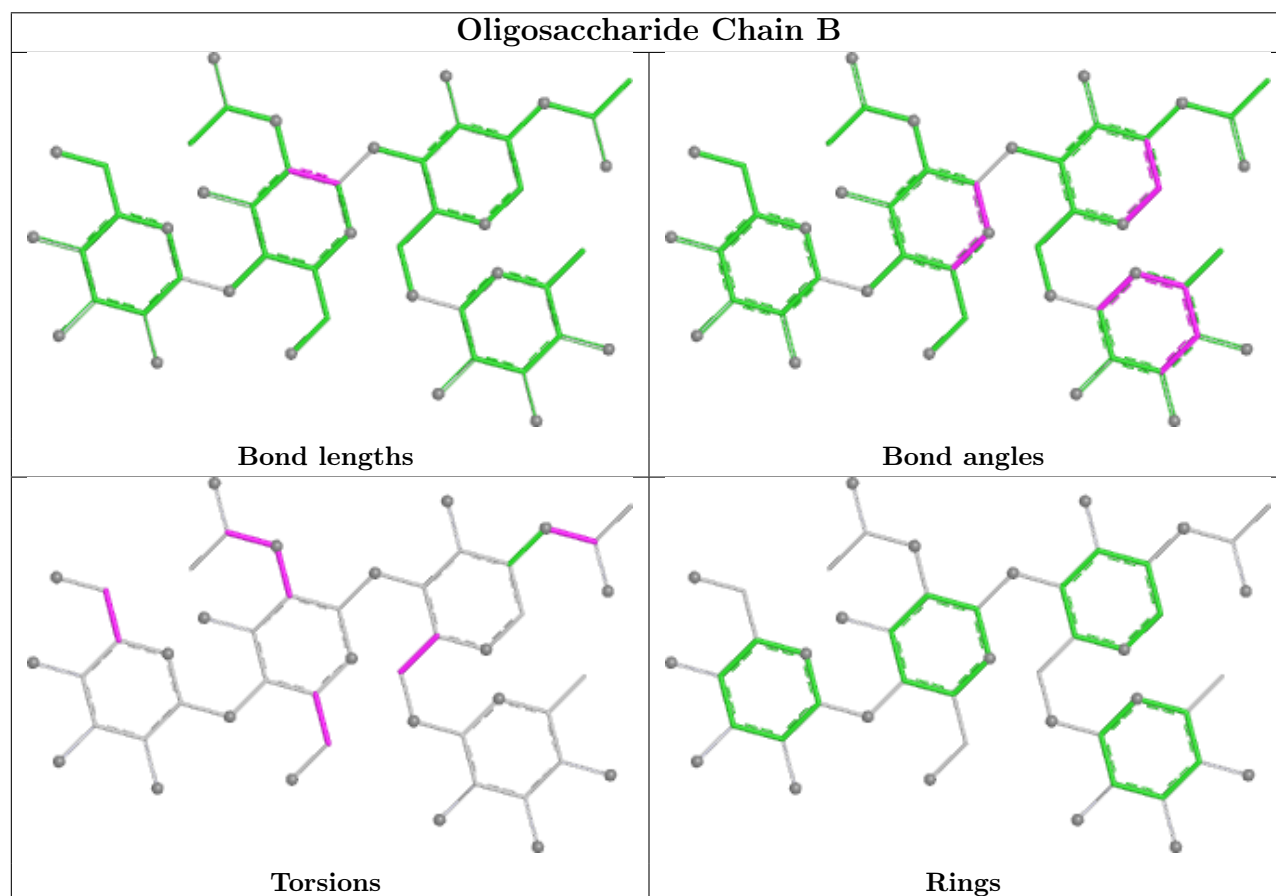 Oligosaccharide Chain B
Bond lengths
Bond angles
Torsions
Rings